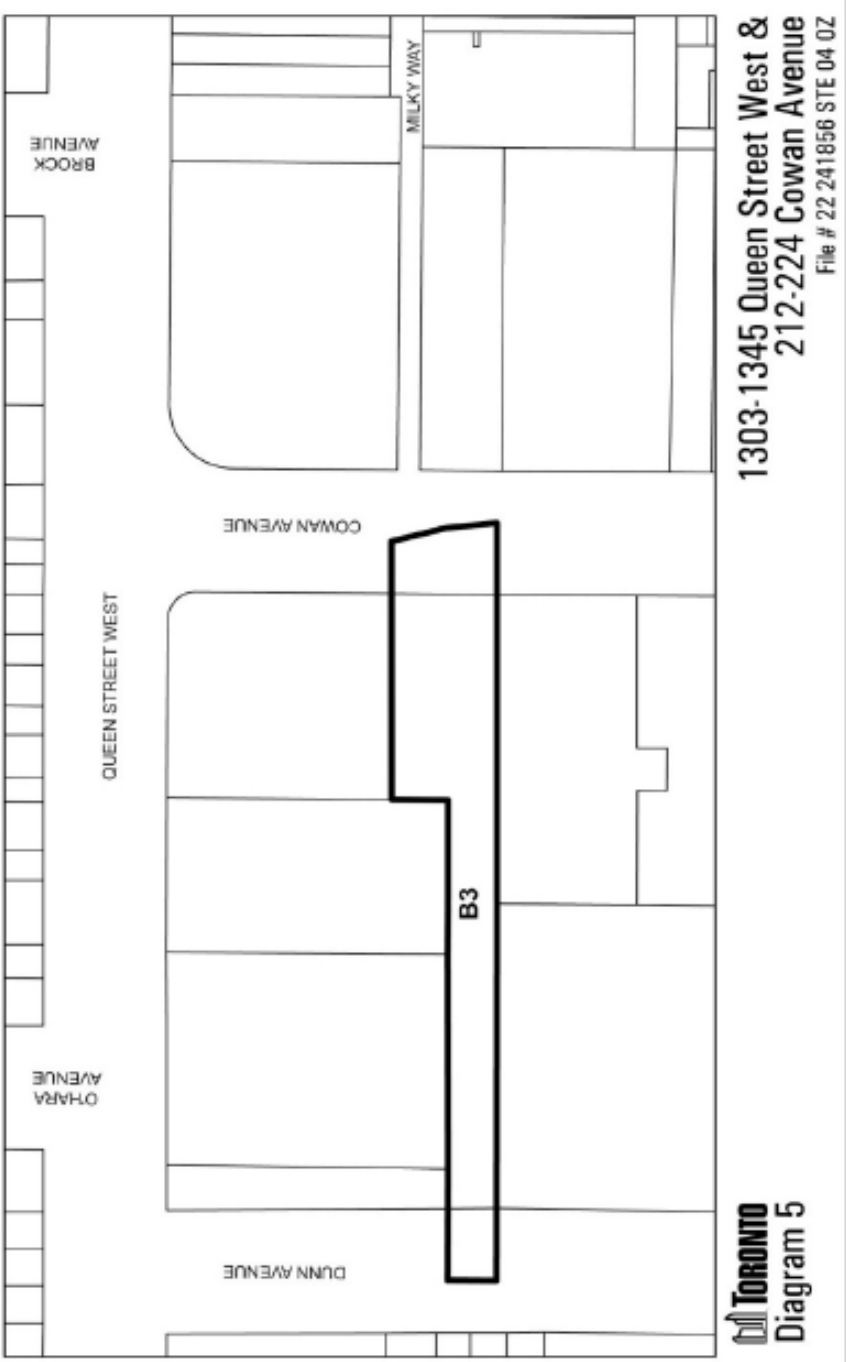 BROCK
AVENUE
MILKY WAY
COWAN AVENUE
QUEEN STREET WEST
B3
O'HARA
AVENUE
DUNN AVENUE
TORONTO
Diagram 5
1303-1345 Queen Street West &
212-224 Cowan Avenue
File # 22 241856 STE 04 OZ